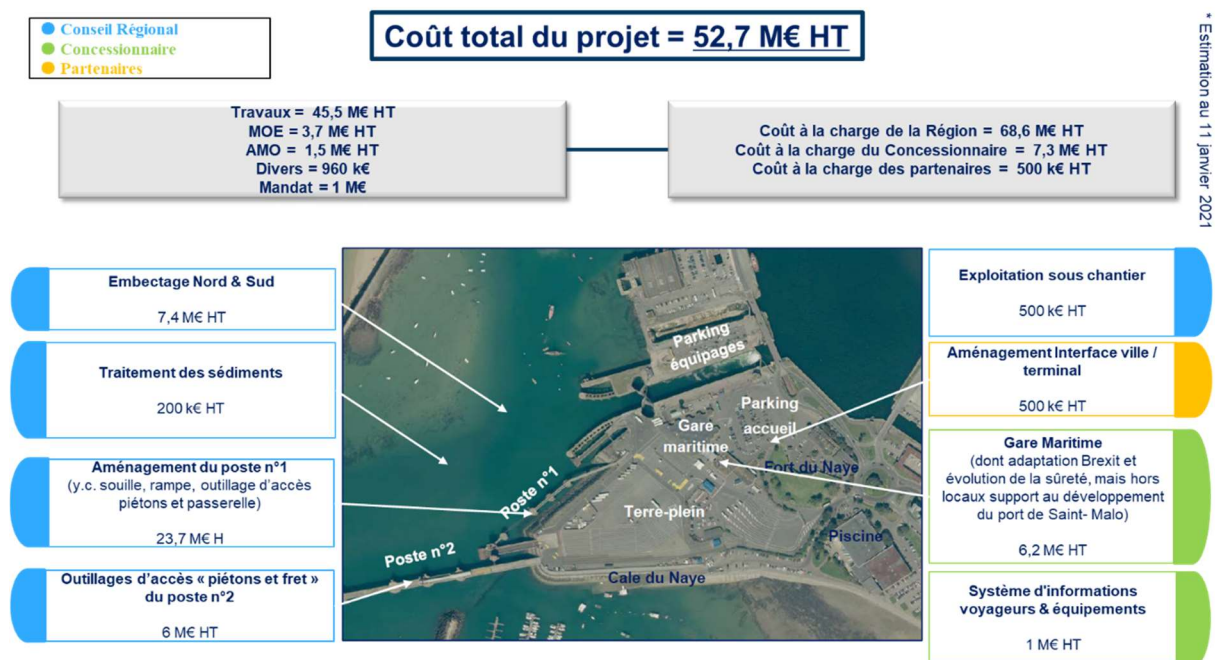 Conseil Régional
Concessionnaire
Partenaires
Coût total du projet = 52,7 M€ HT
* Estimation au 11 janvier 2021
Travaux = 45,5 M€ HT
MOE = 3,7 M€ HT
AMO = 1,5 M€ HT
Divers = 960 k€
Mandat = 1 M€
Coût à la charge de la Région = 68,6 M€ HT
Coût à la charge du Concessionnaire = 7,3 M€ HT
Coût à la charge des partenaires = 500 k€ HT
Embectage Nord & Sud
7,4 M€ HT
Traitement des sédiments
200 k€ HT
Aménagement du poste n°1
(y.c. souille, rampe, outillage d'accès
piétons et passerelle)
23,7 M€ H
Outillages d'accès « piétons et fret »
du poste n°2
6 M€ HT
Parking
équipages
Parking
accueil
Gare
maritime
Fort du Naye
Poste n°1
Terre-plein
Piscine
Poste n°2
Cale du Naye
Exploitation sous chantier
500 k€ HT
Aménagement Interface ville /
terminal
500 k€ HT
Gare Maritime
(dont adaptation Brexit et
évolution de la sûreté, mais hors
locaux support au développement
du port de Saint- Malo)
6,2 M€ HT
Système d'informations
voyageurs & équipements
1 M€ HT